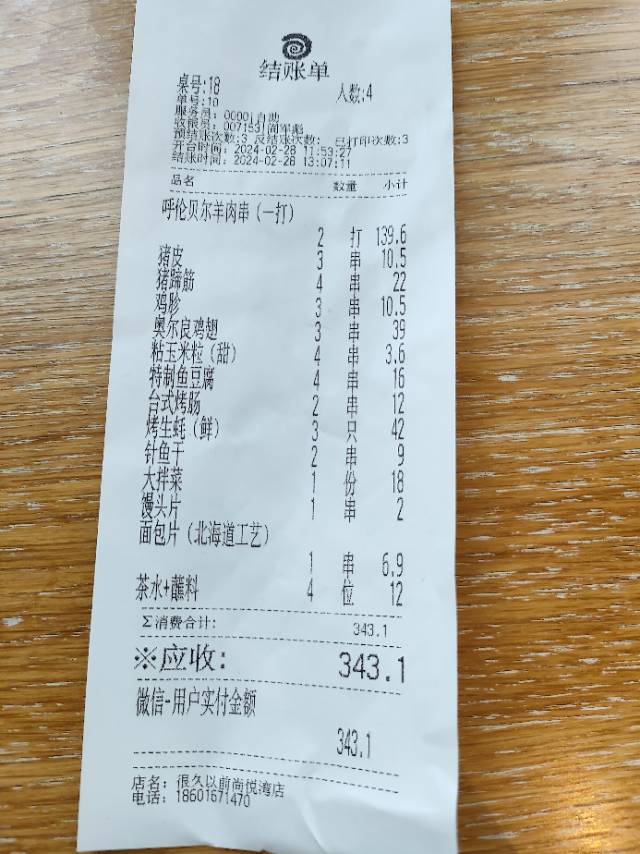 结账单
桌号:18 人数:4
单号:10
服务员: 00001自助
收银员: 007153
预结账次数:3 反结账次数: 已打印次数:3
开台时间: 2024-02-28 11:53:27
结账时间: 2024-02-28 13:07:11
品名 数量 小计
呼伦贝尔羊肉串(一打)
2 打 139.6
猪皮 3 串 10.5
猪蹄筋 4 串 22
鸡胗 3 串 10.5
奥尔良鸡翅 3 串 39
粘玉米粒(甜) 4 串 3.6
特制鱼豆腐 4 串 16
台式烤肠 2 串 12
烤生蚝(鲜) 3 只 42
针鱼干 2 串 9
大拌菜 1 份 18
馒头片 1 串 2
面包片(北海道工艺)
1 串 6.9
茶水+蘸料 4 位 12
Σ消费合计: 343.1
※应收: 343.1
微信-用户实付金额
343.1
店名: 很久以前尚悦湾店
电话: 18601671470